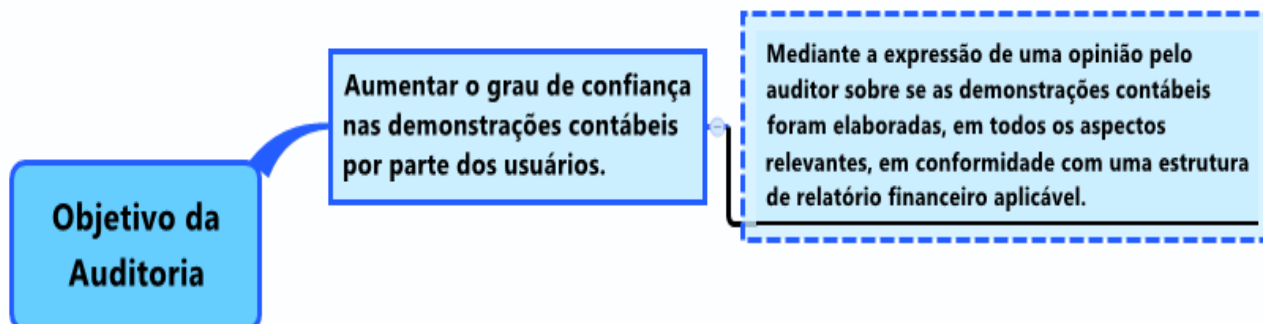 Objetivo da
Auditoria
Aumentar o grau de confiança
nas demonstrações contábeis
por parte dos usuários.
Mediante a expressão de uma opinião pelo
auditor sobre se as demonstrações contábeis
foram elaboradas, em todos os aspectos
relevantes, em conformidade com uma estrutura
de relatório financeiro aplicável.